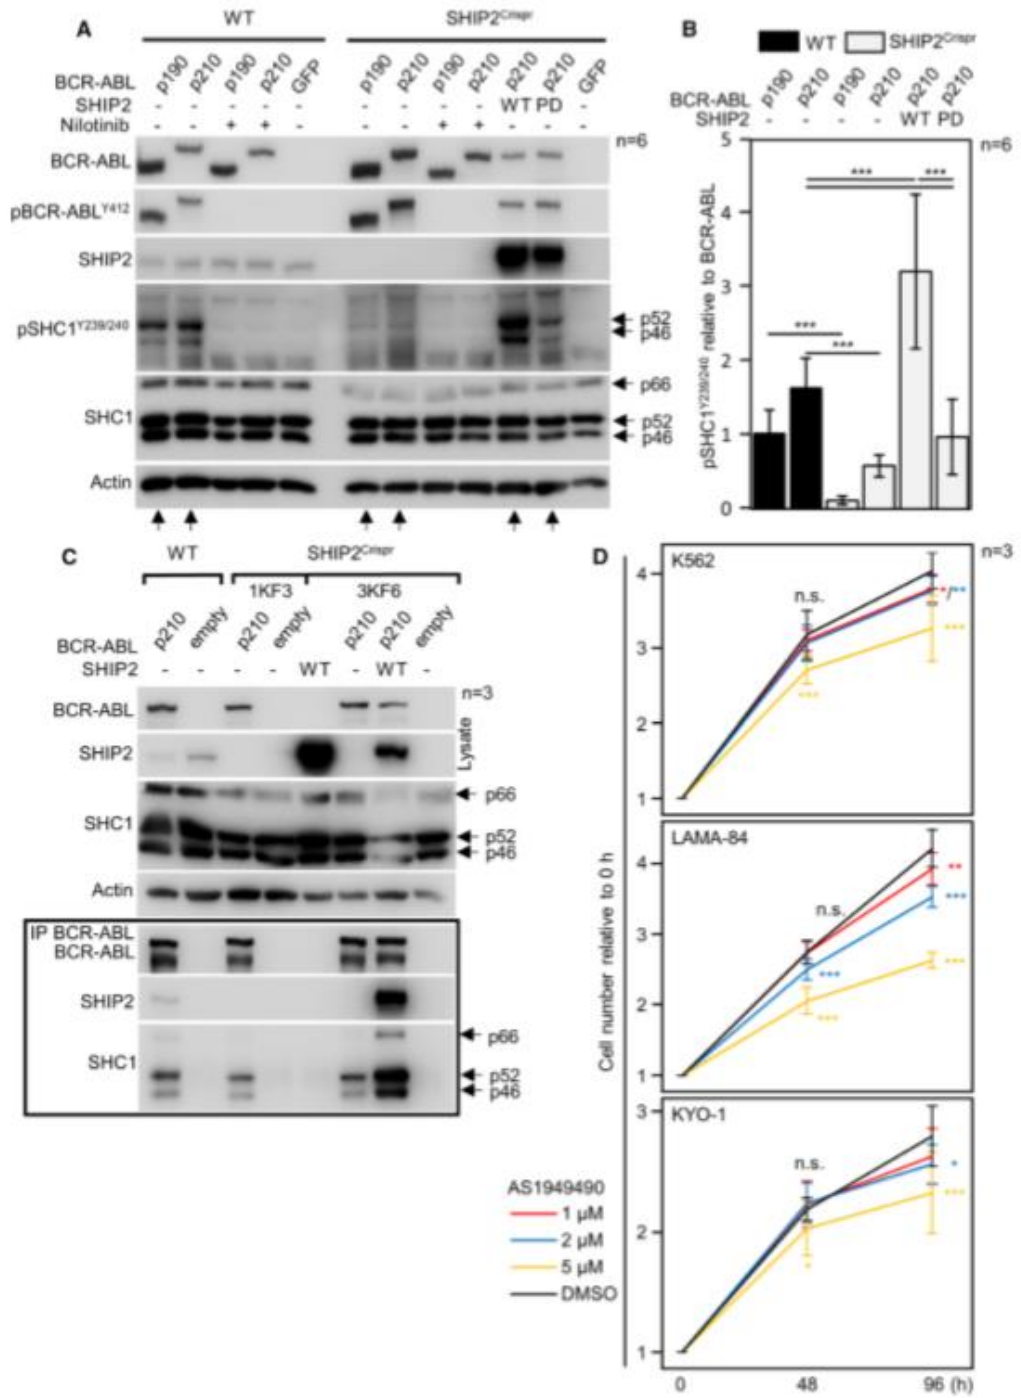 A
WT
SHIP2Crispr
BCR-ABL p190 p210 p190 p210 GFP p190 p210 p190 p210 p210 p210 GFP
SHIP2 - - - - - - - - - WT PD -
Nilotinib - - + + - - - + + - - -
n=6
BCR-ABL
pBCR-ABLY412
SHIP2
pSHC1Y239/240
p52
p46
p66
SHC1
p52
p46
Actin
B
WT SHIP2Crispr
BCR-ABL p190 p210 p190 p210 p210 p210
SHIP2 - - - - WT PD
n=6
pSHC1Y239/240 relative to BCR-ABL
5
4
3
2
1
0
*** ***
***
***
C
WT
SHIP2Crispr
1KF3 3KF6
BCR-ABL p210 empty p210 empty p210 p210 empty
SHIP2 - - - - WT - WT -
n=3
BCR-ABL
Lysate
SHIP2
p66
SHC1
p52
p46
Actin
IP BCR-ABL
BCR-ABL
SHIP2
p66
SHC1
p52
p46
D
n=3
Cell number relative to 0 h
K562
4
3
2
1
n.s.
***
***
LAMA-84
4
3
2
1
n.s.
**
***
***
***
***
KYO-1
3
2
1
n.s.
*
***
*
0 48 96 (h)
AS1949490
1 µM
2 µM
5 µM
DMSO